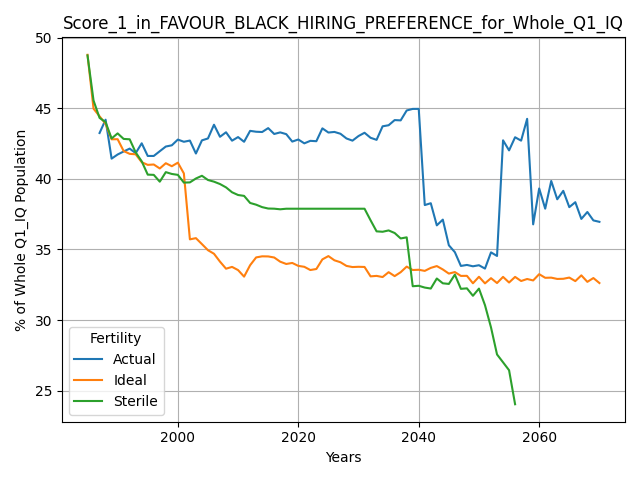 Score_1_in_FAVOUR_BLACK_HIRING_PREFERENCE_for_Whole_Q1_IQ
50
45
40
35
30
25
% of Whole Q1_IQ Population
Fertility
Actual
Ideal
Sterile
2000 2020 2040 2060
Years